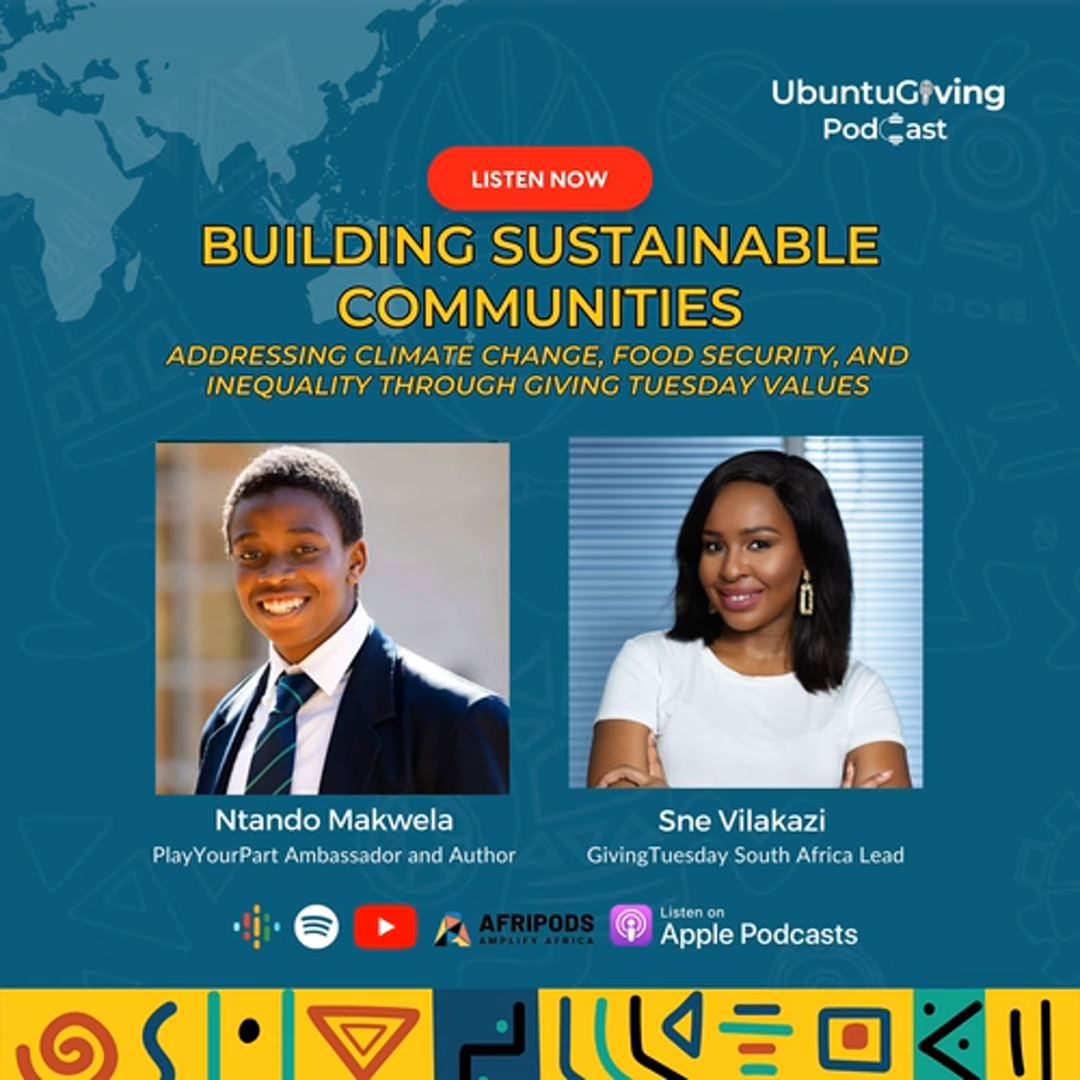 UbuntuGiving
PodCast
LISTEN NOW
BUILDING SUSTAINABLE
COMMUNITIES
ADDRESSING CLIMATE CHANGE, FOOD SECURITY, AND
INEQUALITY THROUGH GIVING TUESDAY VALUES
Ntando Makwela
PlayYourPart Ambassador and Author
Sne Vilakazi
GivingTuesday South Africa Lead
AFRIPODS
AMPLIFY AFRICA
Listen on
Apple Podcasts